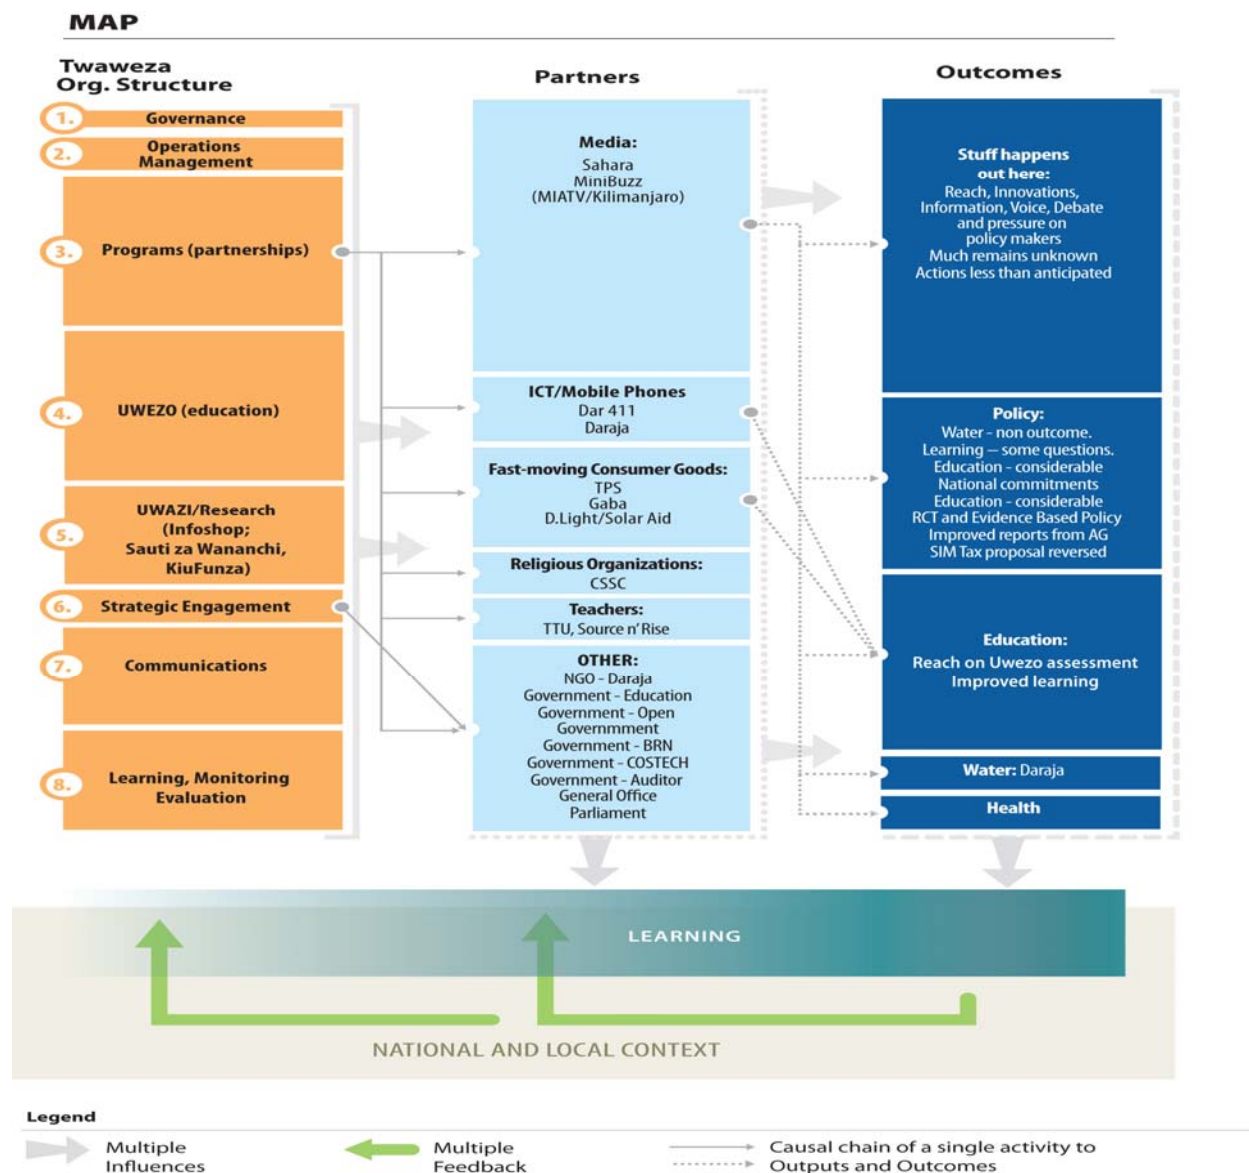 MAP
Twaweza
Org. Structure
1. Governance
2. Operations
Management
3. Programs (partnerships)
4. UWEZO (education)
5. UWAZI/Research
(Infoshop;
Sauti za Wananchi,
KiuFunza)
6. Strategic Engagement
7. Communications
8. Learning, Monitoring
Evaluation
Partners
Media:
Sahara
MiniBuzz
(MIATV/Kilimanjaro)
ICT/Mobile Phones
Dar 411
Daraja
Fast-moving Consumer Goods:
TPS
Gaba
D.Light/Solar Aid
Religious Organizations:
CSSC
Teachers:
TTU, Source n' Rise
OTHER:
NGO - Daraja
Government - Education
Government - Open
Governmment
Government - BRN
Government - COSTECH
Government - Auditor
General Office
Parliament
Outcomes
Stuff happens
out here:
Reach, Innovations,
Information, Voice, Debate
and pressure on
policy makers
Much remains unknown
Actions less than anticipated
Policy:
Water - non outcome.
Learning – some questions.
Education - considerable
National commitments
Education - considerable
RCT and Evidence Based Policy
Improved reports from AG
SIM Tax proposal reversed
Education:
Reach on Uwezo assessment
Improved learning
Water: Daraja
Health
LEARNING
NATIONAL AND LOCAL CONTEXT
Legend
Multiple
Influences
Multiple
Feedback
Causal chain of a single activity to
Outputs and Outcomes